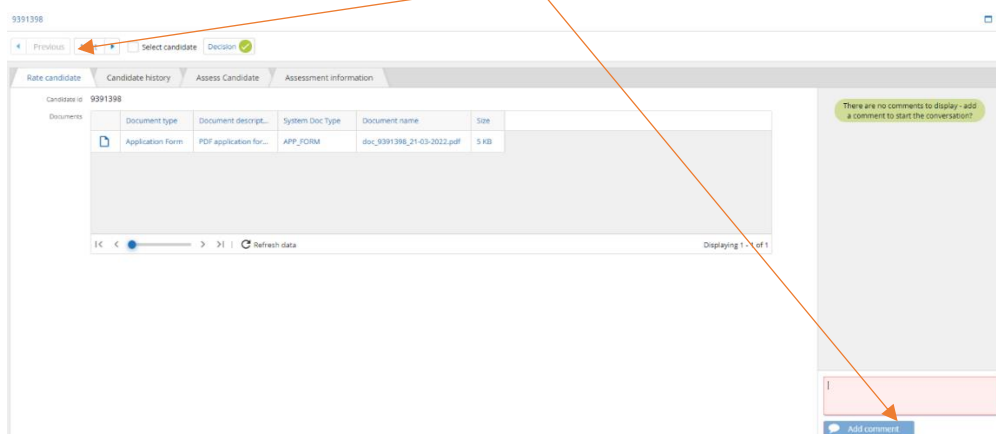 9391398
Previous Select candidate Decision
Rate candidate Candidate history Assess Candidate Assessment information
Candidate id 9391398
Documents
Document type Document descript... System Doc Type Document name Size
Application Form PDF application for... APP_FORM doc_9391398_21-03-2022.pdf 5 KB
Refresh data Displaying 1 - 1 of 1
There are no comments to display - add
a comment to start the conversation?
Add comment